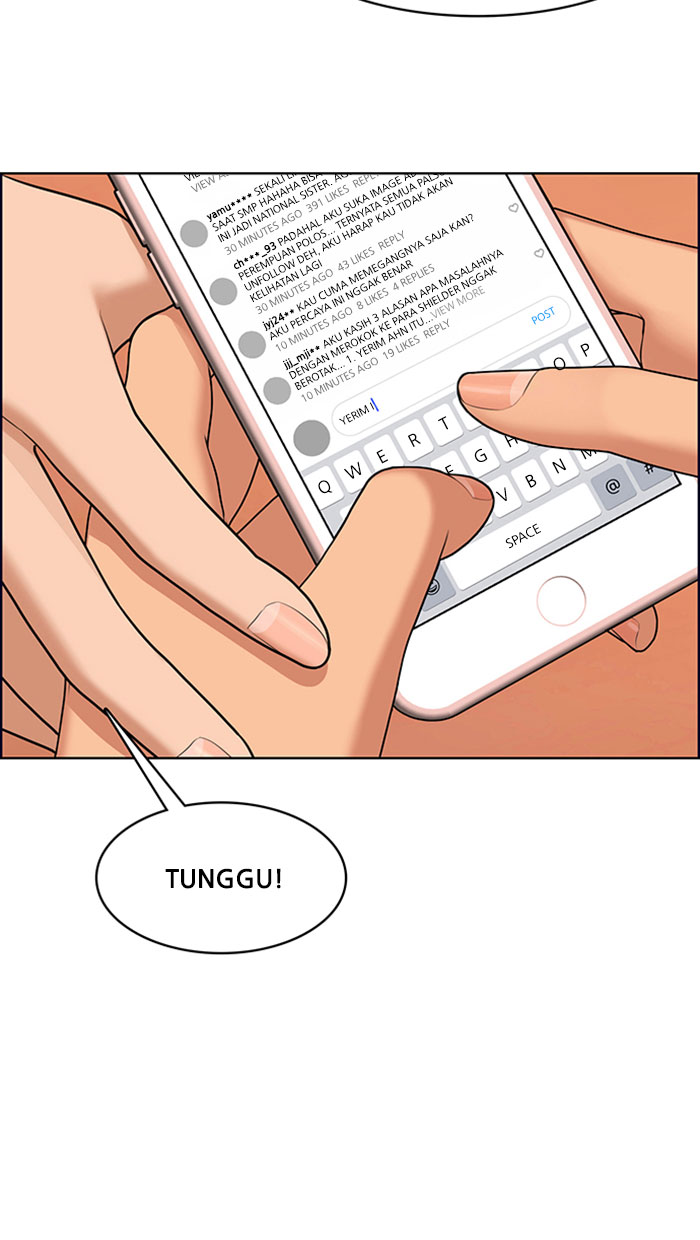 VIEW A
yamu**** SEKALI L
SAAT SMP HAHAHA BISA
INI JADI NATIONAL SISTER. AG
30 MINUTES AGO 391 LIKES REPL
ch***_93 PADAHAL AKU SUKA IMAGE A
PEREMPUAN POLOS... TERNYATA SEMUA PALS
UNFOLLOW DEH, AKU HARAP KAU TIDAK AKAN
KELIHATAN LAGI
30 MINUTES AGO 43 LIKES REPLY
iyi24** KAU CUMA MEMEGANGNYA SAJA KAN?
AKU PERCAYA INI NGGAK BENAR
10 MINUTES AGO 8 LIKES 4 REPLIES
jij_mji** AKU KASIH 3 ALASAN APA MASALAHNYA
DENGAN MEROKOK KE PARA SHIELDER NGGAK
BEROTAK... 1. YERIM AHN ITU... VIEW MORE
10 MINUTES AGO 19 LIKES REPLY
YERIM I POST
Q W E R T O P
F G H
V B N M
SPACE @ #
TUNGGU!